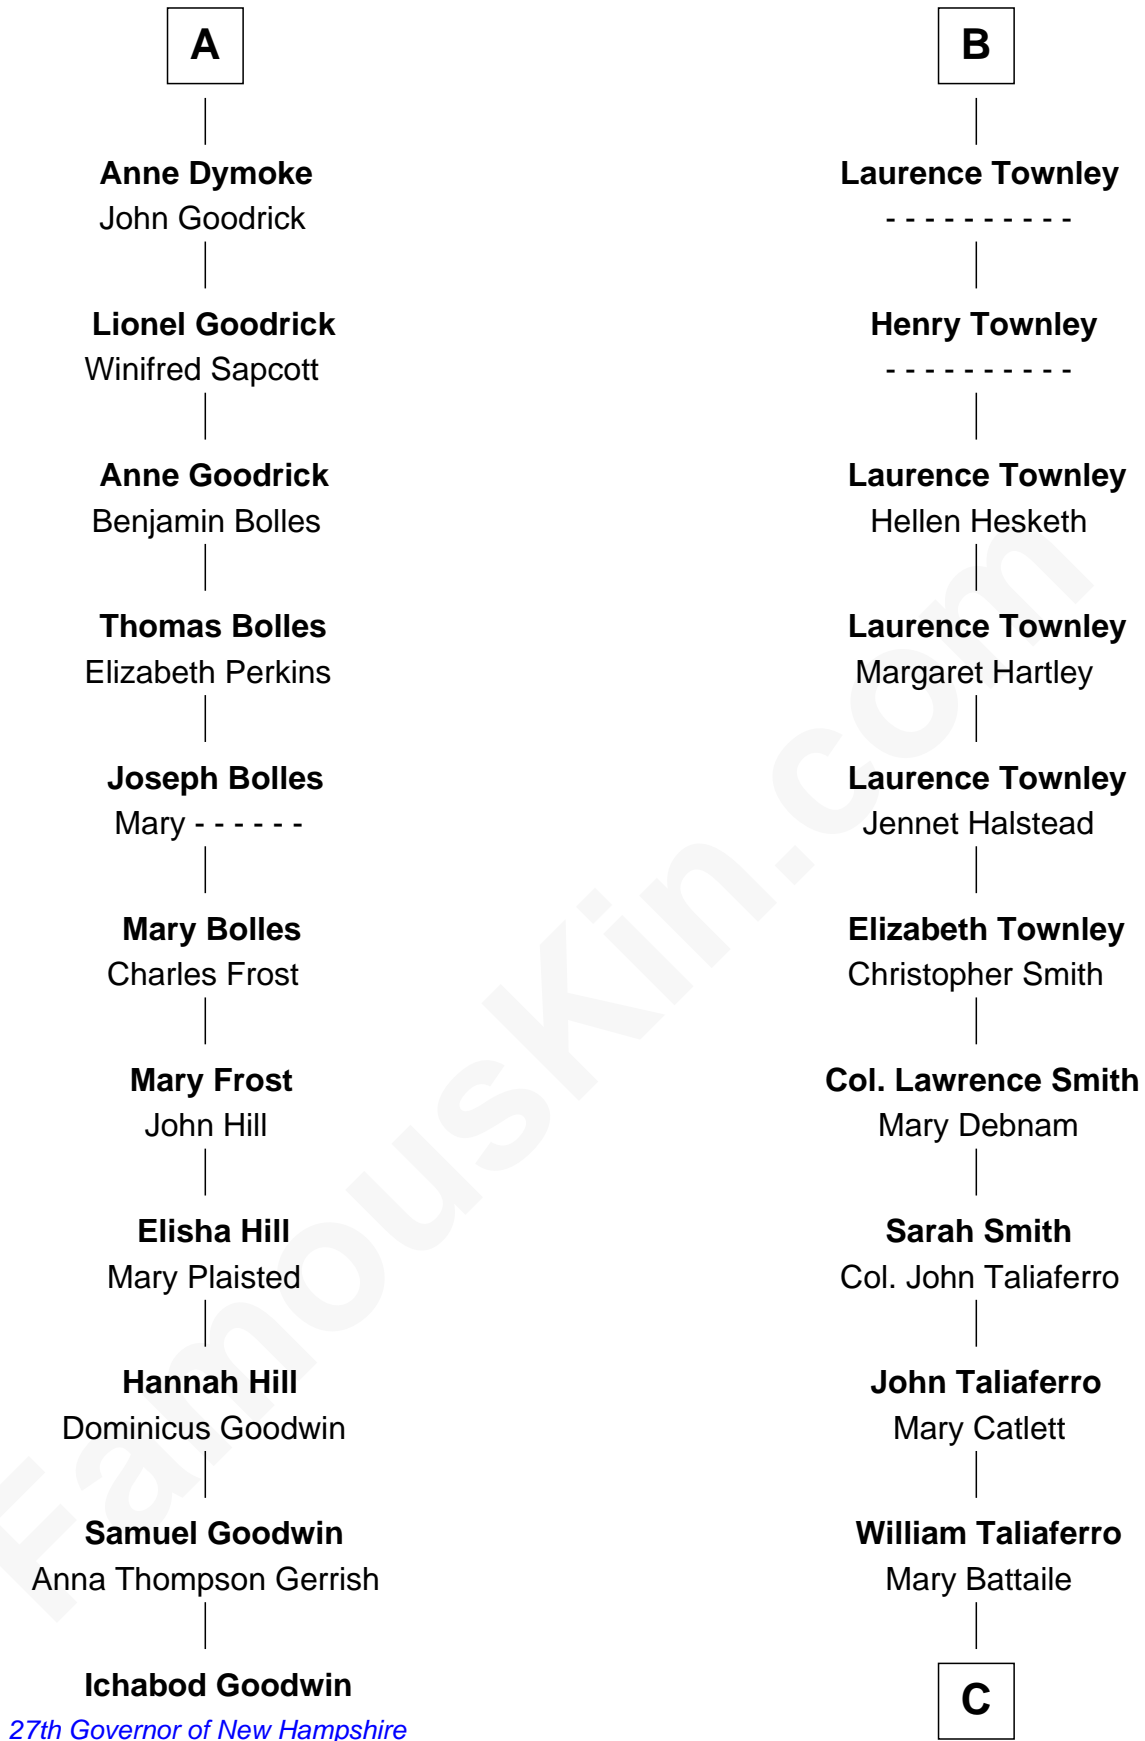 A
Anne Dymoke
John Goodrick
Lionel Goodrick
Winifred Sapcott
Anne Goodrick
Benjamin Bolles
Thomas Bolles
Elizabeth Perkins
Joseph Bolles
Mary - - - - - -
Mary Bolles
Charles Frost
Mary Frost
John Hill
Elisha Hill
Mary Plaisted
Hannah Hill
Dominicus Goodwin
Samuel Goodwin
Anna Thompson Gerrish
Ichabod Goodwin
27th Governor of New Hampshire
B
Laurence Townley
- - - - - - - - - -
Henry Townley
- - - - - - - - - -
Laurence Townley
Hellen Hesketh
Laurence Townley
Margaret Hartley
Laurence Townley
Jennet Halstead
Elizabeth Townley
Christopher Smith
Col. Lawrence Smith
Mary Debnam
Sarah Smith
Col. John Taliaferro
John Taliaferro
Mary Catlett
William Taliaferro
Mary Battaile
C
FamousKin.com